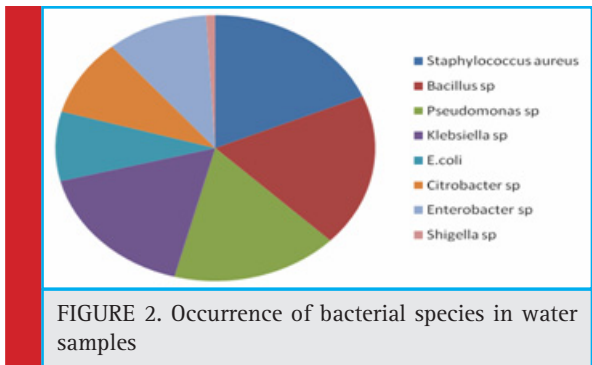 Staphylococcus aureus
Bacillus sp
Pseudomonas sp
Klebsiella sp
E.coli
Citrobacter sp
Enterobacter sp
Shigella sp
FIGURE 2. Occurrence of bacterial species in water
samples